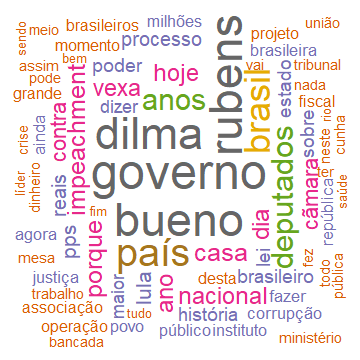 sendo
meio
brasileiros
milhões
união
momento
processo
projeto
brasileira
assim
bem
poder
hoje
rubens
vai
tribunal
pode
grande
impeachment
vexa
anos
brasil
estado
nada
fiscal
contra
dizer
dilma
sobre
neste
rio
cunha
crise
ainda
governo
deputados
câmara
república
ter
saúde
líder
dinheiro
reais
fim
bueno
dia
agora
pps
porque
país
casa
lei
fez
todo
pública
mesa
justiça
maior
lula
ano
desta
brasileiro
trabalho
tudo
nacional
fazer
associação
história
corrupção
operação
povo
público
instituto
bancada
ministério